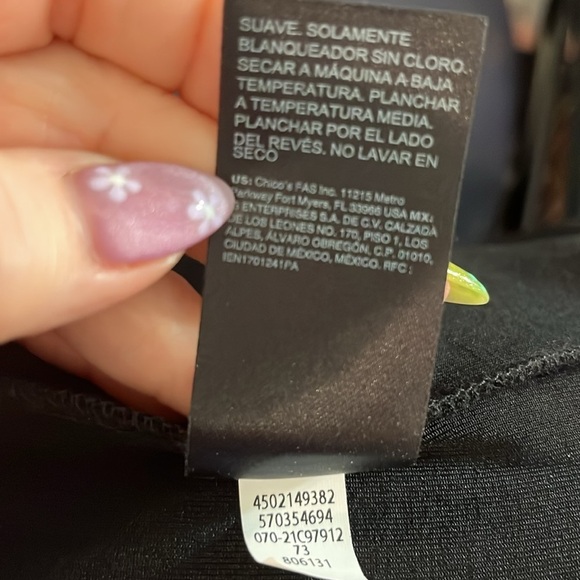 SUAVE. SOLAMENTE
BLANQUEADOR SIN CLORO.
SECAR A MÁQUINA A BAJA
TEMPERATURA. PLANCHAR
A TEMPERATURA MEDIA.
PLANCHAR POR EL LADO
DEL REVÉS. NO LAVAR EN
SECO
US: Chico's FAS Inc. 11215 Metro
Parkway Fort Myers, FL 33966 USA MX:
ENTERPRISES S.A. DE C.V. CALZADA
DE LOS LEONES NO. 170, PISO 1, LOS
ALPES, ÁLVARO OBREGÓN, C.P. 01010,
CIUDAD DE MÉXICO, MÉXICO. RFC:
IEN1701241PA
4502149382
570354694
070-21C97912
73
806131